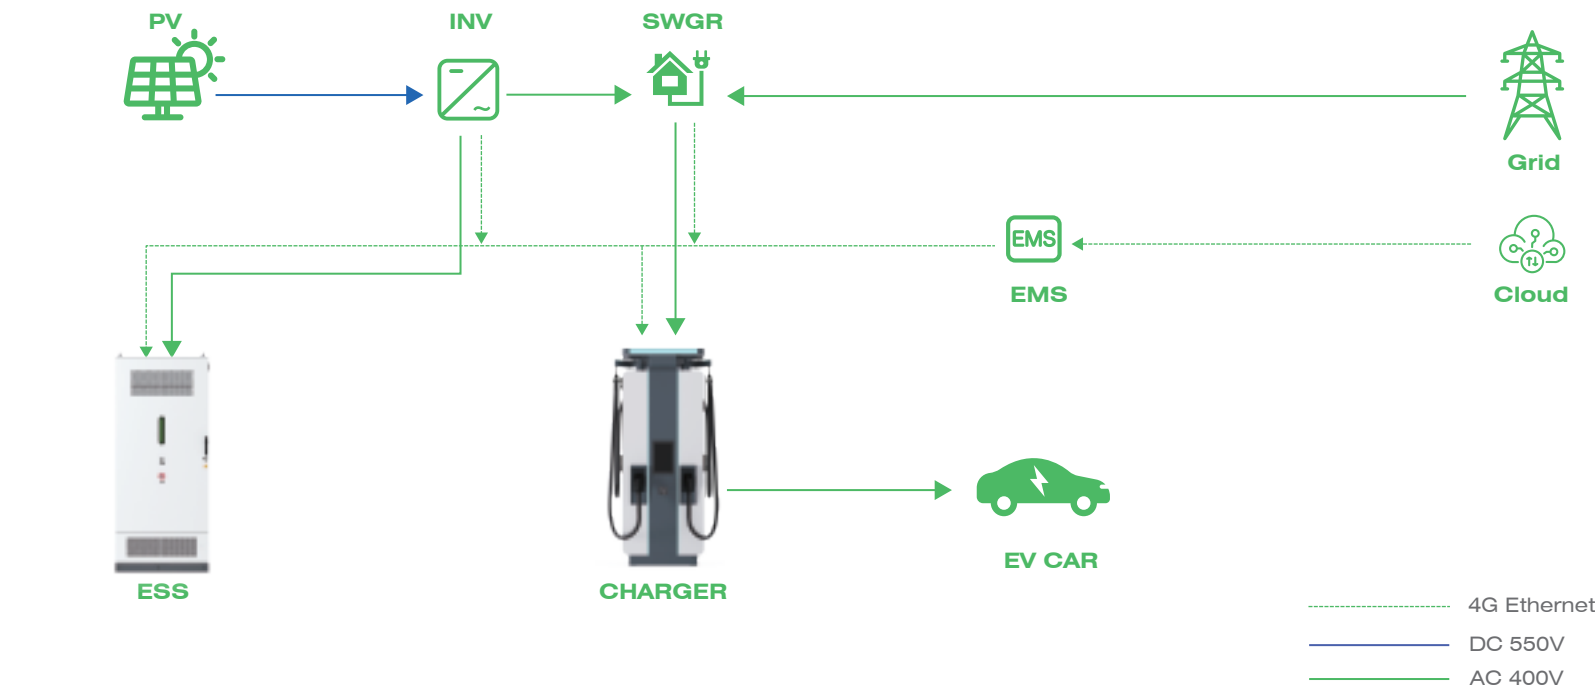 PV
INV
SWGR
Grid
EMS
EMS
Cloud
ESS
CHARGER
EV CAR
4G Ethernet
DC 550V
AC 400V